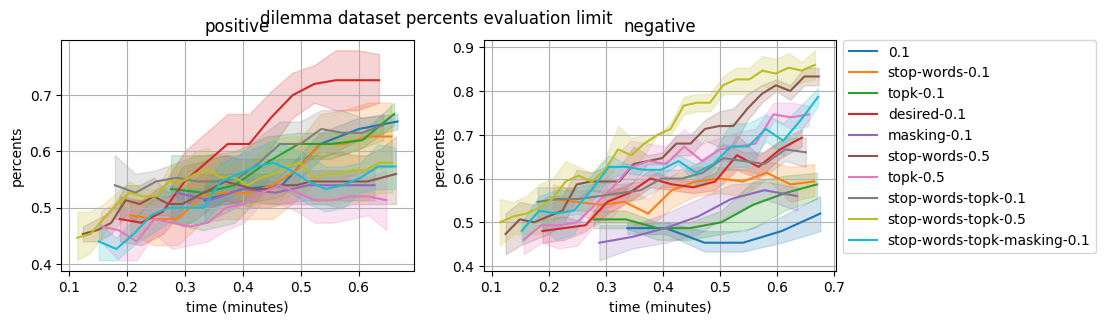 dilemma dataset percents evaluation limit
positive
negative
percents
0.7
0.6
0.5
0.4
0.1 0.2 0.3 0.4 0.5 0.6
time (minutes)
percents
0.9
0.8
0.7
0.6
0.5
0.4
0.1 0.2 0.3 0.4 0.5 0.6 0.7
time (minutes)
0.1
stop-words-0.1
topk-0.1
desired-0.1
masking-0.1
stop-words-0.5
topk-0.5
stop-words-topk-0.1
stop-words-topk-0.5
stop-words-topk-masking-0.1